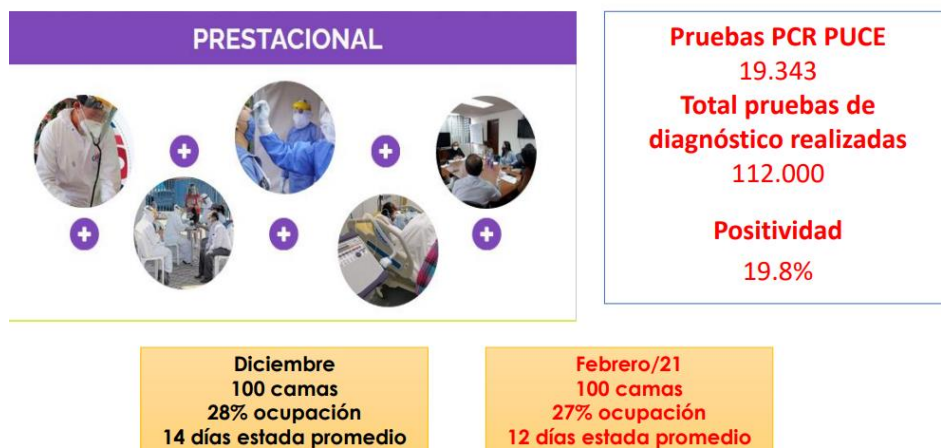 PRESTACIONAL
Pruebas PCR PUCE
19.343
Total pruebas de
diagnóstico realizadas
112.000
Positividad
19.8%
Diciembre
100 camas
28% ocupación
14 días estada promedio
Febrero/21
100 camas
27% ocupación
12 días estada promedio